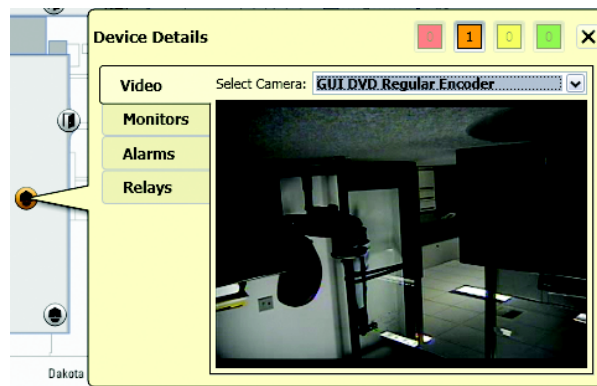 Device Details
0 1 0 0
Video
Select Camera: GUI DVD Regular Encoder
Monitors
Alarms
Relays
Dakota